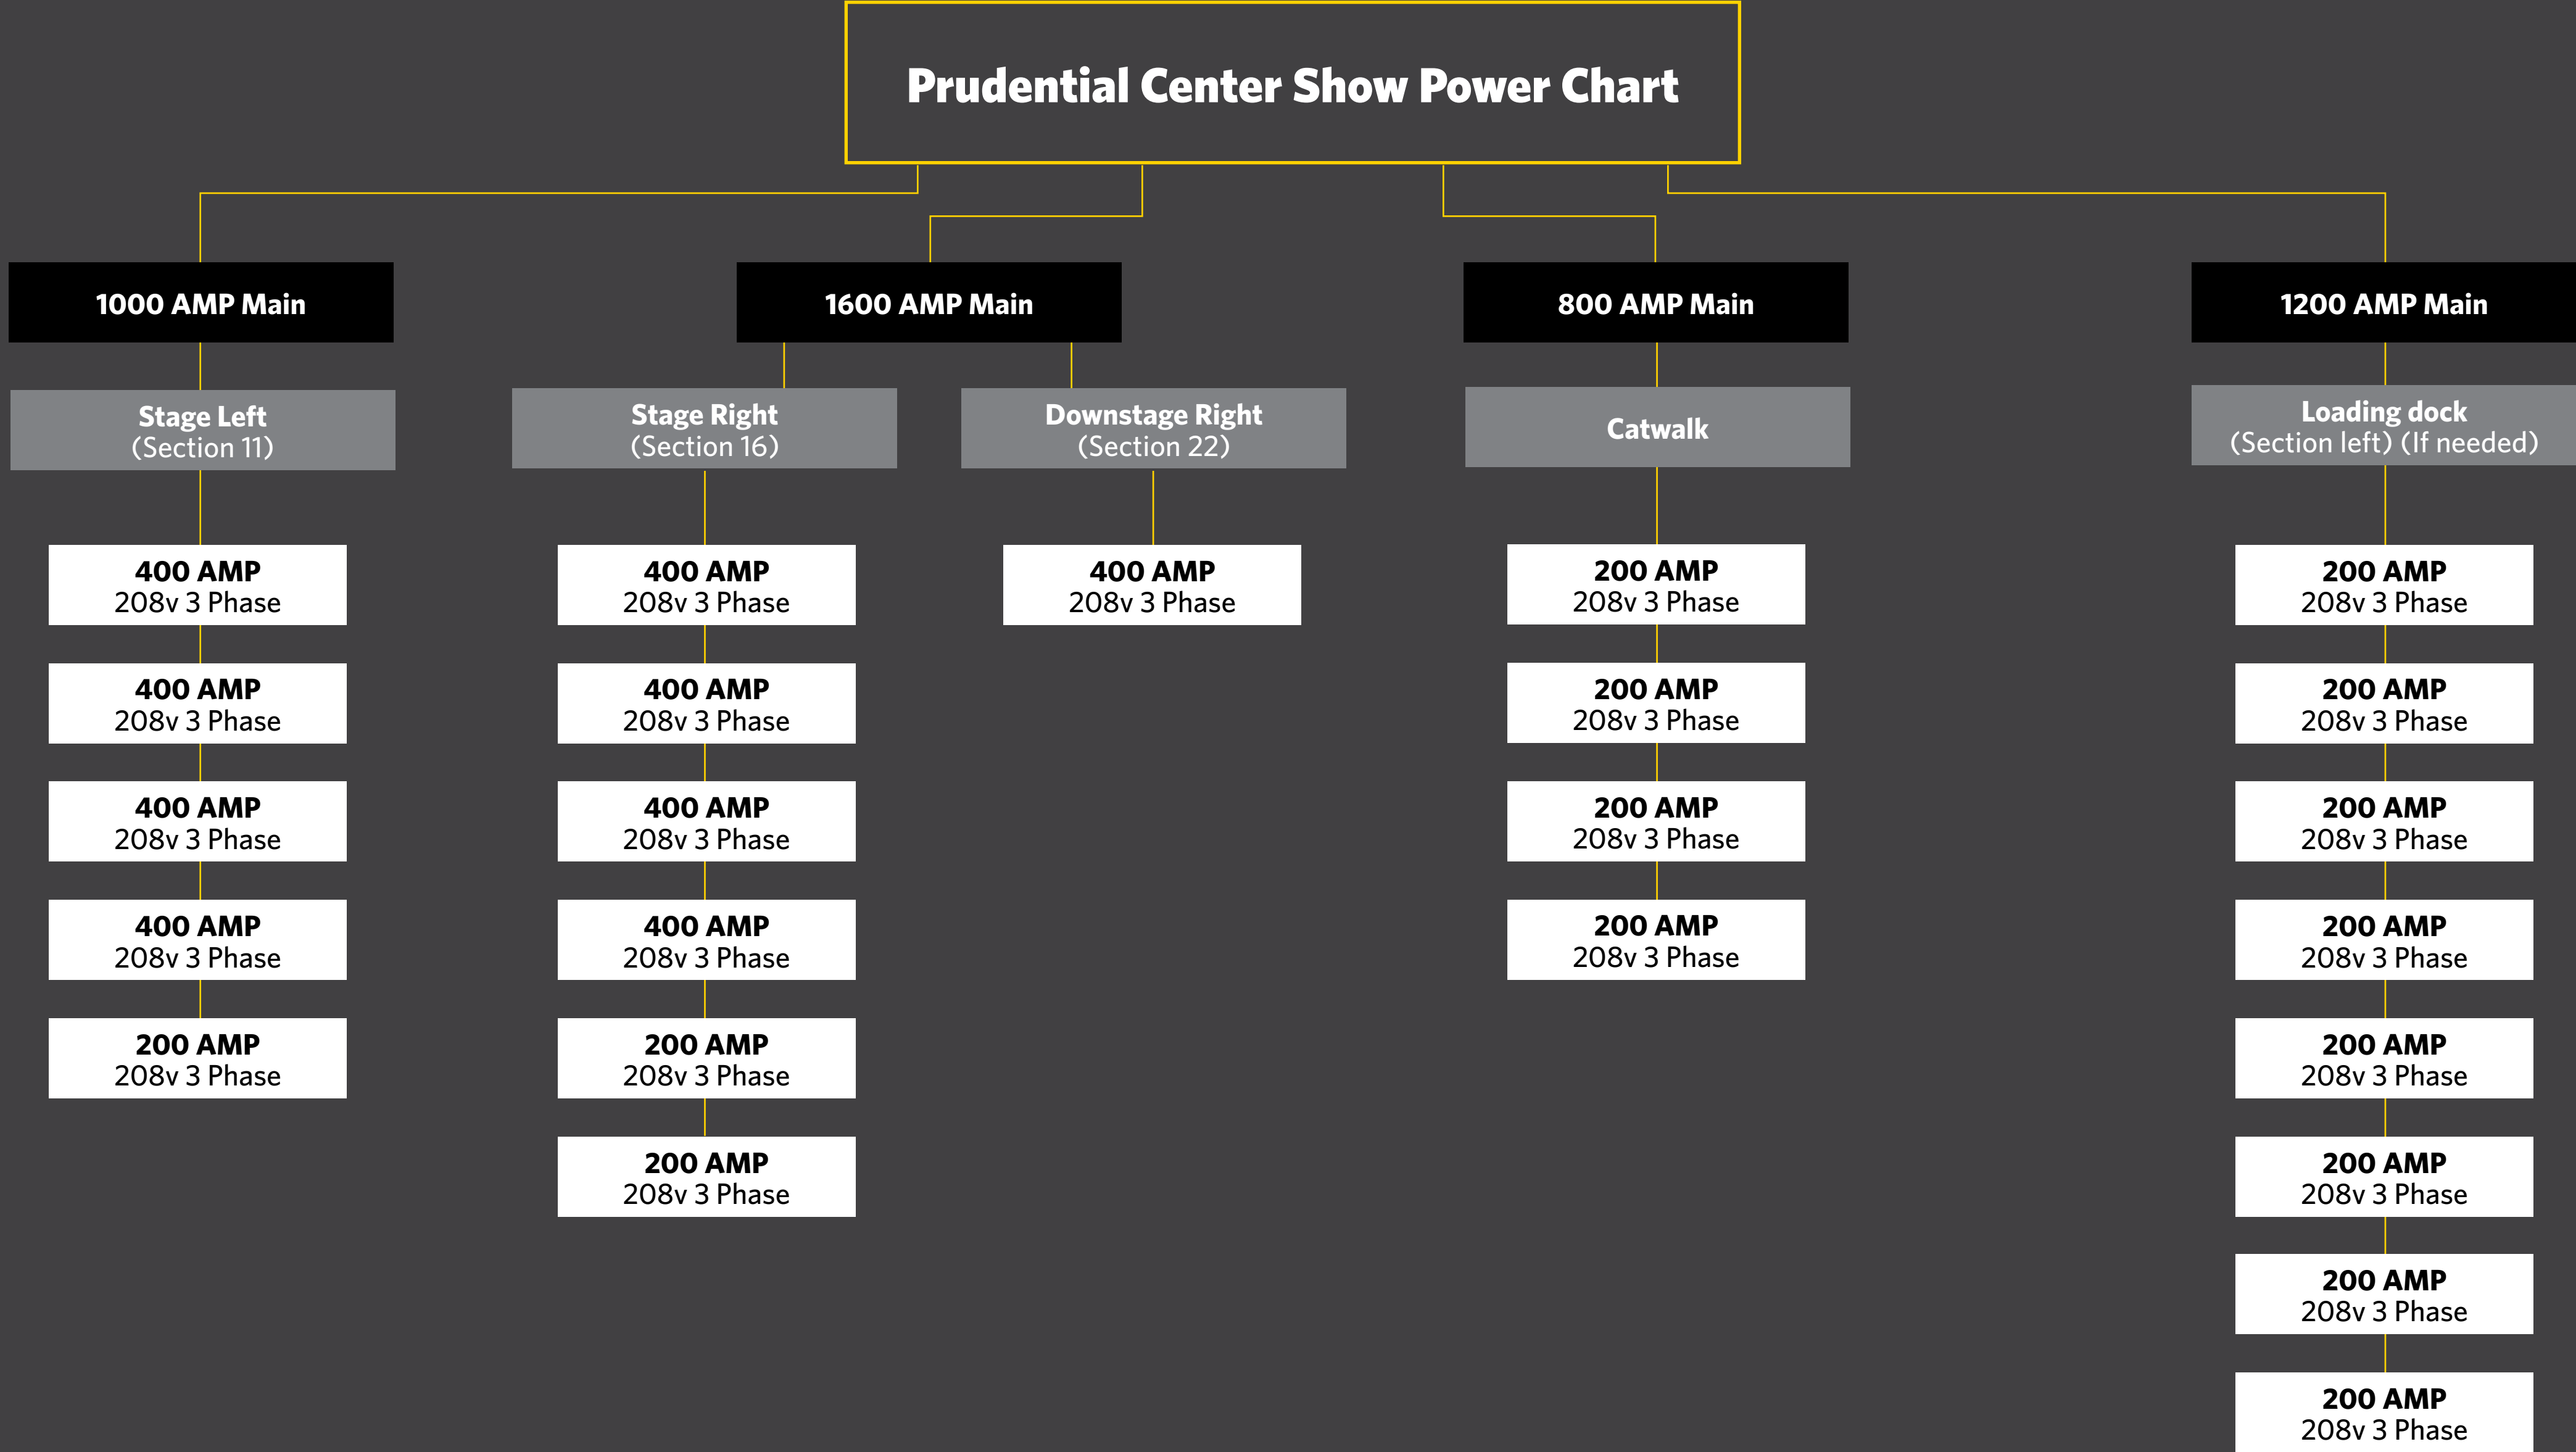 Prudential Center Show Power Chart
1000 AMP Main
Stage Left
(Section 11)
400 AMP
208v 3 Phase
400 AMP
208v 3 Phase
400 AMP
208v 3 Phase
400 AMP
208v 3 Phase
200 AMP
208v 3 Phase
1600 AMP Main
Stage Right
(Section 16)
400 AMP
208v 3 Phase
400 AMP
208v 3 Phase
400 AMP
208v 3 Phase
400 AMP
208v 3 Phase
200 AMP
208v 3 Phase
200 AMP
208v 3 Phase
Downstage Right
(Section 22)
400 AMP
208v 3 Phase
800 AMP Main
Catwalk
200 AMP
208v 3 Phase
200 AMP
208v 3 Phase
200 AMP
208v 3 Phase
200 AMP
208v 3 Phase
1200 AMP Main
Loading dock
(Section left) (If needed)
200 AMP
208v 3 Phase
200 AMP
208v 3 Phase
200 AMP
208v 3 Phase
200 AMP
208v 3 Phase
200 AMP
208v 3 Phase
200 AMP
208v 3 Phase
200 AMP
208v 3 Phase
200 AMP
208v 3 Phase